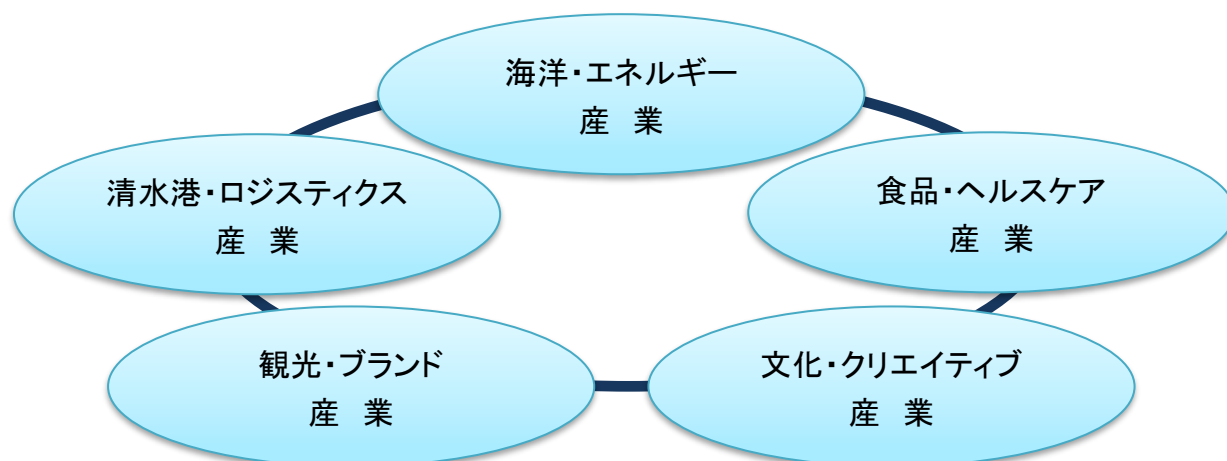 海洋・エネルギー
産　業
清水港・ロジスティクス
産　業
食品・ヘルスケア
産　業
観光・ブランド
産　業
文化・クリエイティブ
産　業